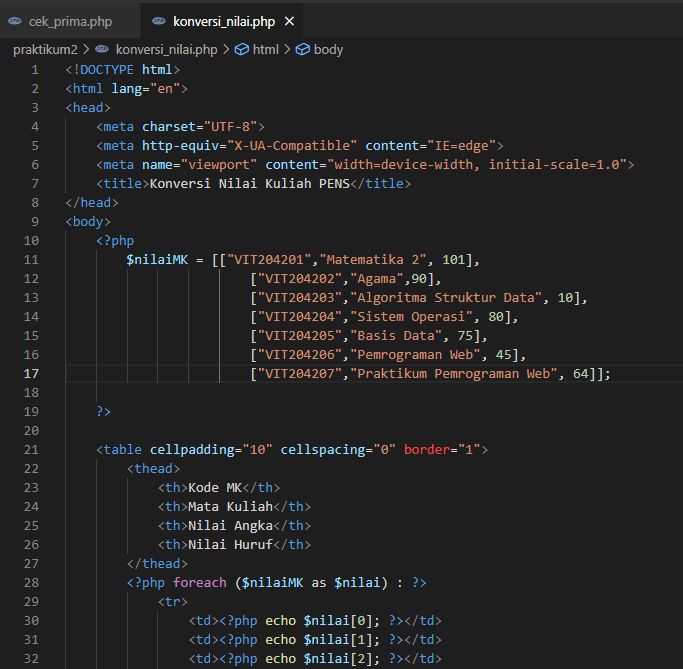 cek_prima.php konversi_nilai.php ×
praktikum2 > konversi_nilai.php > html > body
1 <!DOCTYPE html>
2 <html lang="en">
3 <head>
4 <meta charset="UTF-8">
5 <meta http-equiv="X-UA-Compatible" content="IE=edge">
6 <meta name="viewport" content="width=device-width, initial-scale=1.0">
7 <title>Konversi Nilai Kuliah PENS</title>
8 </head>
9 <body>
10 <?php
11 $nilaiMK = [["VIT204201","Matematika 2", 101],
12 ["VIT204202","Agama",90],
13 ["VIT204203","Algoritma Struktur Data", 10],
14 ["VIT204204","Sistem Operasi", 80],
15 ["VIT204205","Basis Data", 75],
16 ["VIT204206","Pemrograman Web", 45],
17 ["VIT204207","Praktikum Pemrograman Web", 64]];
18
19 ?>
20
21 <table cellpadding="10" cellspacing="0" border="1">
22 <thead>
23 <th>Kode MK</th>
24 <th>Mata Kuliah</th>
25 <th>Nilai Angka</th>
26 <th>Nilai Huruf</th>
27 </thead>
28 <?php foreach ($nilaiMK as $nilai) : ?>
29 <tr>
30 <td><?php echo $nilai[0]; ?></td>
31 <td><?php echo $nilai[1]; ?></td>
32 <td><?php echo $nilai[2]; ?></td>